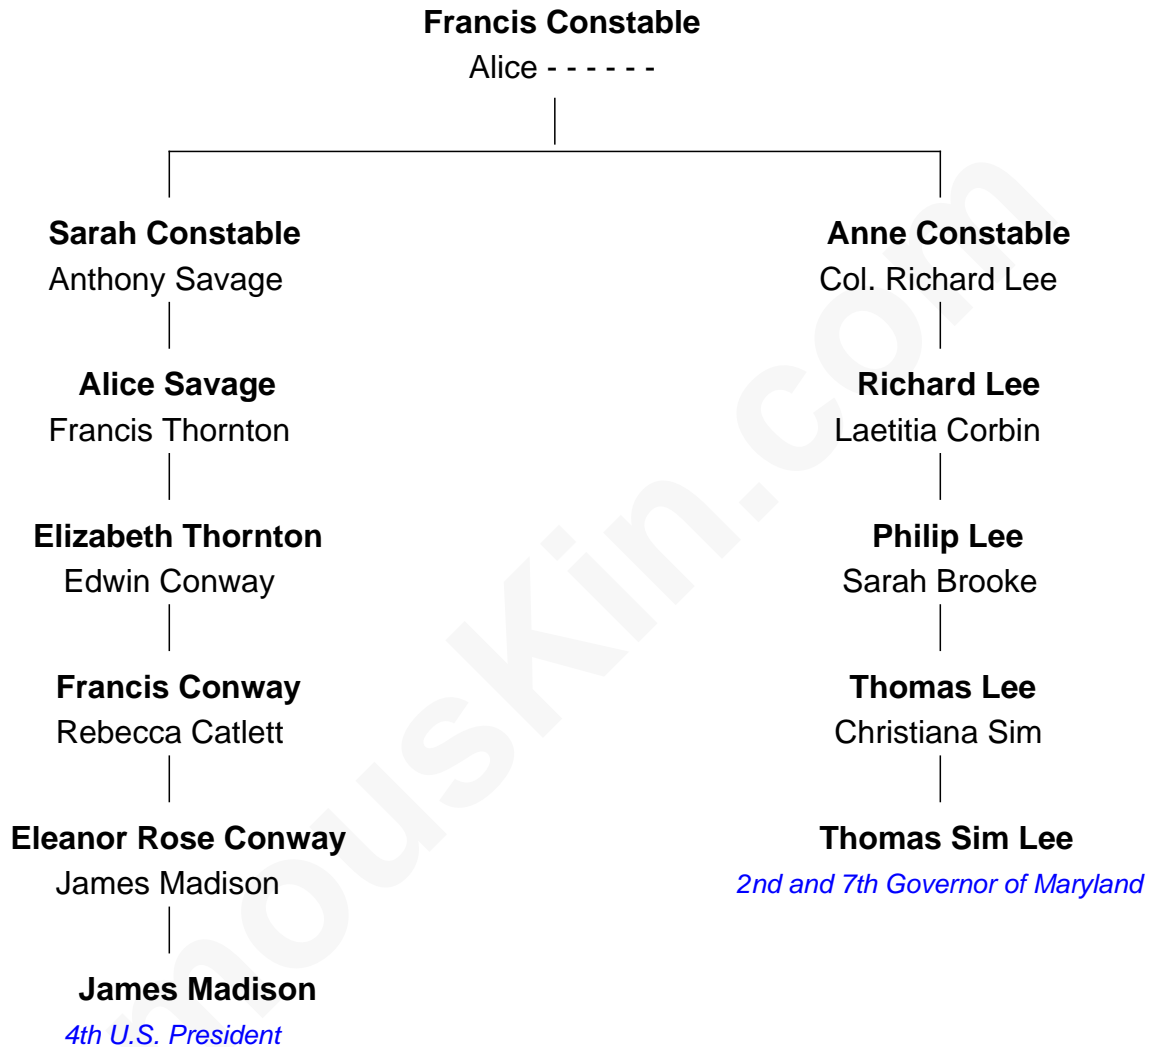 Francis Constable
Alice - - - - - -
Sarah Constable
Anthony Savage
Anne Constable
Col. Richard Lee
Alice Savage
Francis Thornton
Richard Lee
Laetitia Corbin
Elizabeth Thornton
Edwin Conway
Philip Lee
Sarah Brooke
Francis Conway
Rebecca Catlett
Thomas Lee
Christiana Sim
Eleanor Rose Conway
James Madison
Thomas Sim Lee
2nd and 7th Governor of Maryland
James Madison
4th U.S. President
mouskin.com